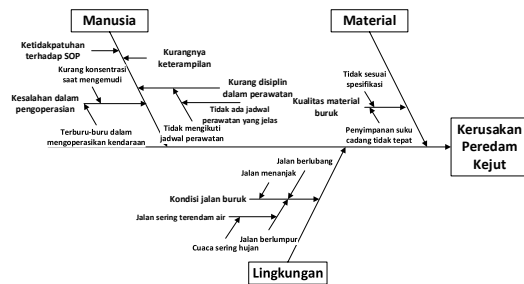 Manusia
Material
Ketidakpatuhan
terhadap SOP
Kurangnya
keterampilan
Kurang konsentrasi
saat mengemudi
Kesalahan dalam
pengoperasian
Terburu-buru dalam
mengoperasikan kendaraan
Kurang disiplin
dalam perawatan
Tidak ada jadwal
perawatan yang jelas
Tidak mengikuti
jadwal perawatan
Tidak sesuai
spesifikasi
Kualitas material
buruk
Penyimpanan suku
cadang tidak tepat
Kerusakan
Peredam
Kejut
Jalan berlubang
Jalan menanjak
Kondisi jalan buruk
Jalan sering terendam air
Jalan berlumpur
Cuaca sering hujan
Lingkungan